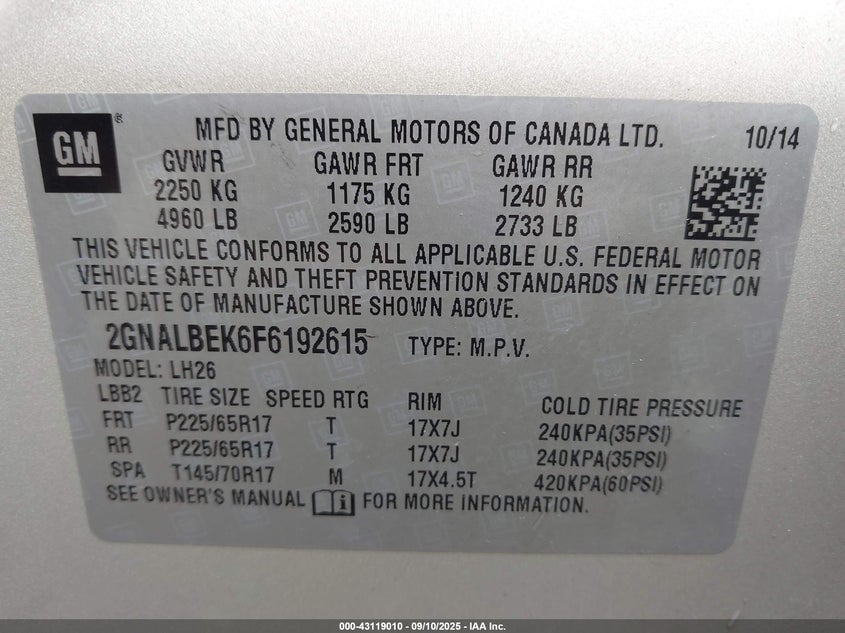 GM ®
MFD BY GENERAL MOTORS OF CANADA LTD. 10/14
GVWR GAWR FRT GAWR RR
2250 KG 1175 KG 1240 KG
4960 LB 2590 LB 2733 LB
THIS VEHICLE CONFORMS TO ALL APPLICABLE U.S. FEDERAL MOTOR
VEHICLE SAFETY AND THEFT PREVENTION STANDARDS IN EFFECT ON
THE DATE OF MANUFACTURE SHOWN ABOVE.
2GNALBEK6F6192615 TYPE: M.P.V.
MODEL: LH26
LBB2 TIRE SIZE SPEED RTG RIM COLD TIRE PRESSURE
FRT P225/65R17 T 17X7J 240KPA(35PSI)
RR P225/65R17 T 17X7J 240KPA(35PSI)
SPA T145/70R17 M 17X4.5T 420KPA(60PSI)
SEE OWNER'S MANUAL i FOR MORE INFORMATION.
000-43119010 - 09/10/2025 - IAA Inc.